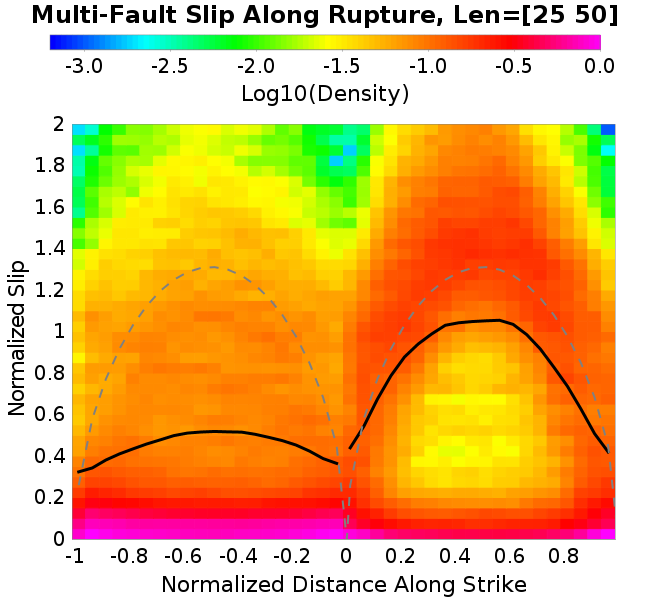 Multi-Fault Slip Along Rupture, Len=[25 50]
-3.0 -2.5 -2.0 -1.5 -1.0 -0.5 0.0
Log10(Density)
Normalized Slip
2
1.8
1.6
1.4
1.2
1
0.8
0.6
0.4
0.2
0
-1 -0.8 -0.6 -0.4 -0.2 0 0.2 0.4 0.6 0.8
Normalized Distance Along Strike